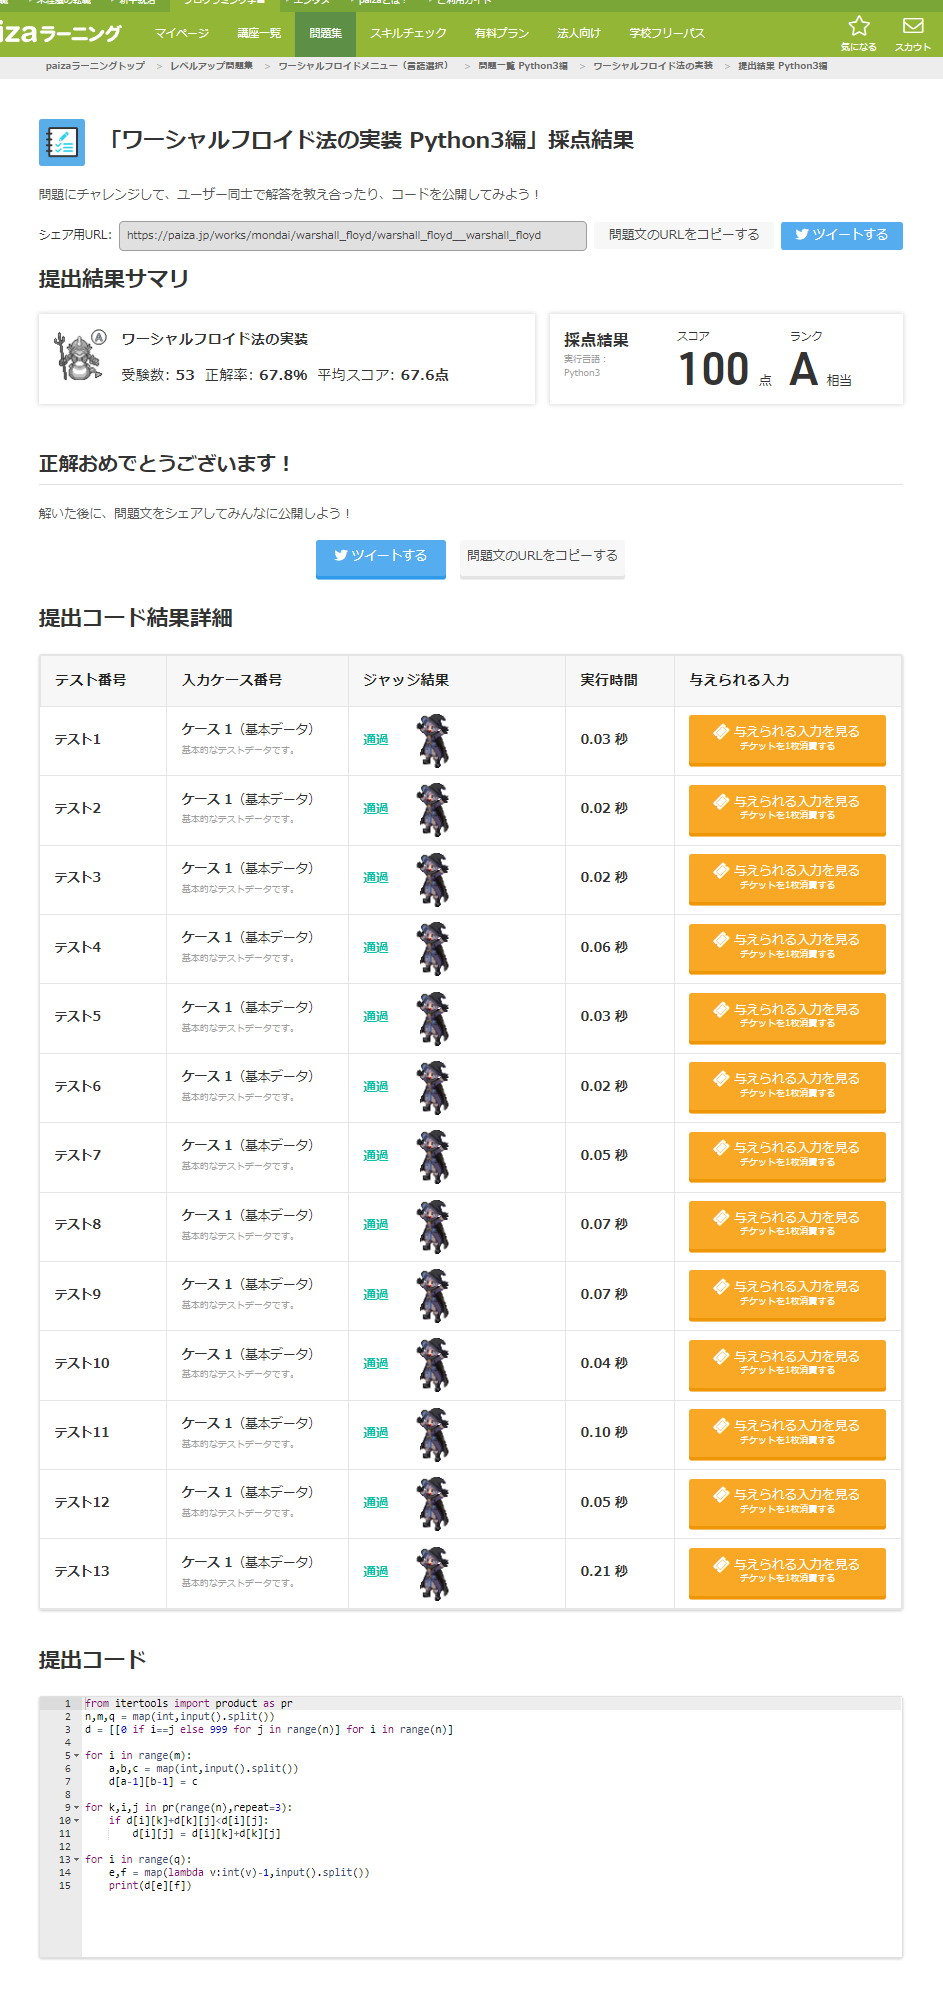 paizaラーニング
マイページ 講座一覧 問題集 スキルチェック 有料プラン 法人向け 学校フリーパス 気になる スカウト
paizaラーニングトップ > レベルアップ問題集 > ワーシャルフロイドメニュー（言語選択） > 問題一覧 Python3編 > ワーシャルフロイド法の実装 > 提出結果 Python3編
「ワーシャルフロイド法の実装 Python3編」採点結果
問題にチャレンジして、ユーザー同士で解答を教え合ったり、コードを公開してみよう！
シェア用URL: https://paiza.jp/works/mondai/warshall_floyd/warshall_floyd__warshall_floyd 問題文のURLをコピーする ツイートする
提出結果サマリ
A
ワーシャルフロイド法の実装
受験数: 53 正解率: 67.8% 平均スコア: 67.6点
採点結果
実行言語：
Python3
スコア
100 点
ランク
A 相当
正解おめでとうございます！
解いた後に、問題文をシェアしてみんなに公開しよう！
ツイートする 問題文のURLをコピーする
提出コード結果詳細
テスト番号 入力ケース番号 ジャッジ結果 実行時間 与えられる入力
テスト1 ケース 1（基本データ） 基本的なテストデータです。 通過 0.03 秒 与えられる入力を見る チケットを1枚消費する
テスト2 ケース 1（基本データ） 基本的なテストデータです。 通過 0.02 秒 与えられる入力を見る チケットを1枚消費する
テスト3 ケース 1（基本データ） 基本的なテストデータです。 通過 0.02 秒 与えられる入力を見る チケットを1枚消費する
テスト4 ケース 1（基本データ） 基本的なテストデータです。 通過 0.06 秒 与えられる入力を見る チケットを1枚消費する
テスト5 ケース 1（基本データ） 基本的なテストデータです。 通過 0.03 秒 与えられる入力を見る チケットを1枚消費する
テスト6 ケース 1（基本データ） 基本的なテストデータです。 通過 0.02 秒 与えられる入力を見る チケットを1枚消費する
テスト7 ケース 1（基本データ） 基本的なテストデータです。 通過 0.05 秒 与えられる入力を見る チケットを1枚消費する
テスト8 ケース 1（基本データ） 基本的なテストデータです。 通過 0.07 秒 与えられる入力を見る チケットを1枚消費する
テスト9 ケース 1（基本データ） 基本的なテストデータです。 通過 0.07 秒 与えられる入力を見る チケットを1枚消費する
テスト10 ケース 1（基本データ） 基本的なテストデータです。 通過 0.04 秒 与えられる入力を見る チケットを1枚消費する
テスト11 ケース 1（基本データ） 基本的なテストデータです。 通過 0.10 秒 与えられる入力を見る チケットを1枚消費する
テスト12 ケース 1（基本データ） 基本的なテストデータです。 通過 0.05 秒 与えられる入力を見る チケットを1枚消費する
テスト13 ケース 1（基本データ） 基本的なテストデータです。 通過 0.21 秒 与えられる入力を見る チケットを1枚消費する
提出コード
1 from itertools import product as pr
2 n,m,q = map(int,input().split())
3 d = [[0 if i==j else 999 for j in range(n)] for i in range(n)]
4
5 for i in range(m):
6     a,b,c = map(int,input().split())
7     d[a-1][b-1] = c
8
9 for k,i,j in pr(range(n),repeat=3):
10     if d[i][k]+d[k][j]<d[i][j]:
11         d[i][j] = d[i][k]+d[k][j]
12
13 for i in range(q):
14     e,f = map(lambda v:int(v)-1,input().split())
15     print(d[e][f])